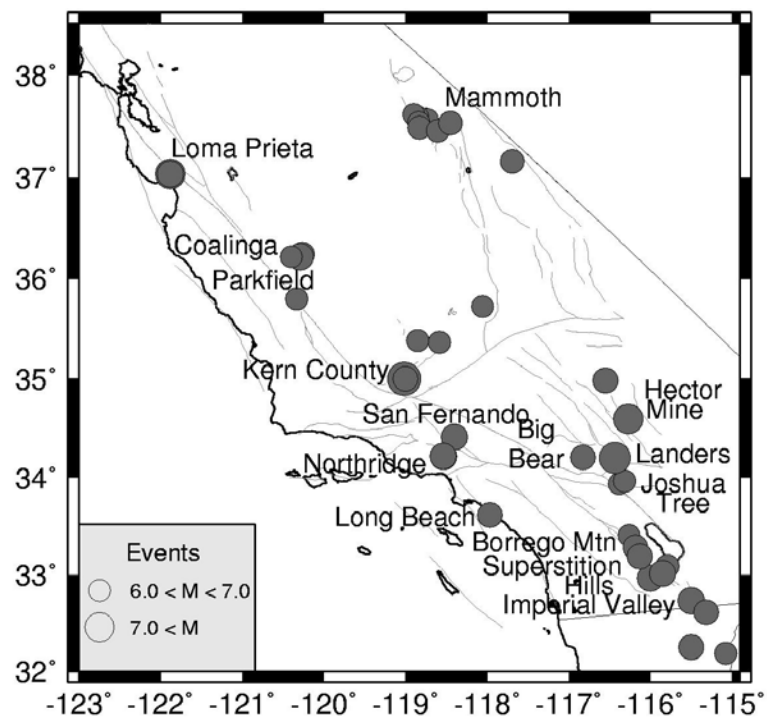 38°
37°
36°
35°
34°
33°
32°
-123°
-122°
-121°
-120°
-119°
-118°
-117°
-116°
-115°
Mammoth
Loma Prieta
Coalinga
Parkfield
Kern County
Hector
Mine
San Fernando
Big
Bear
Landers
Northridge
Joshua
Tree
Long Beach
Borrego Mtn
Superstition
Hills
Imperial Valley
Events
6.0 < M < 7.0
7.0 < M